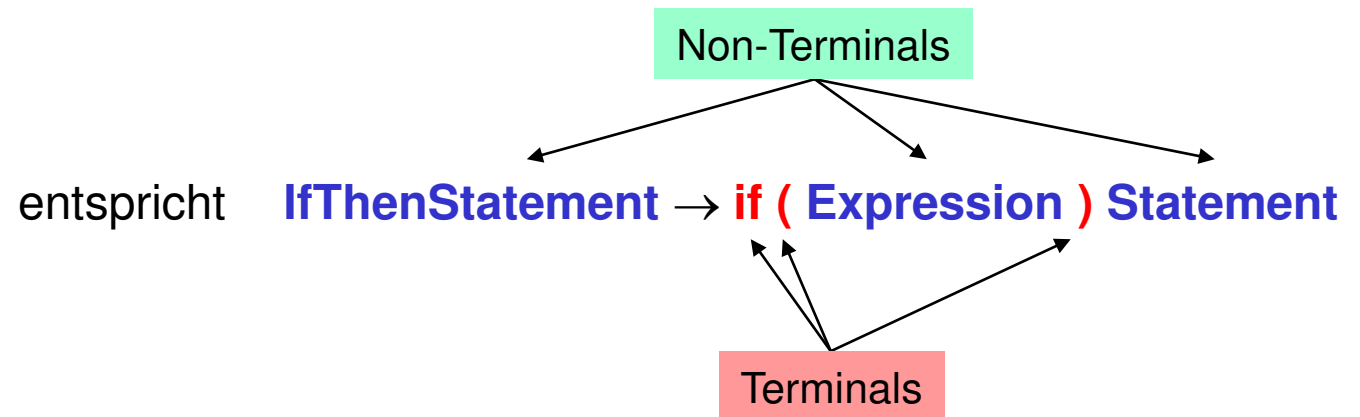 Non-Terminals
entspricht IfThenStatement → if ( Expression ) Statement
Terminals